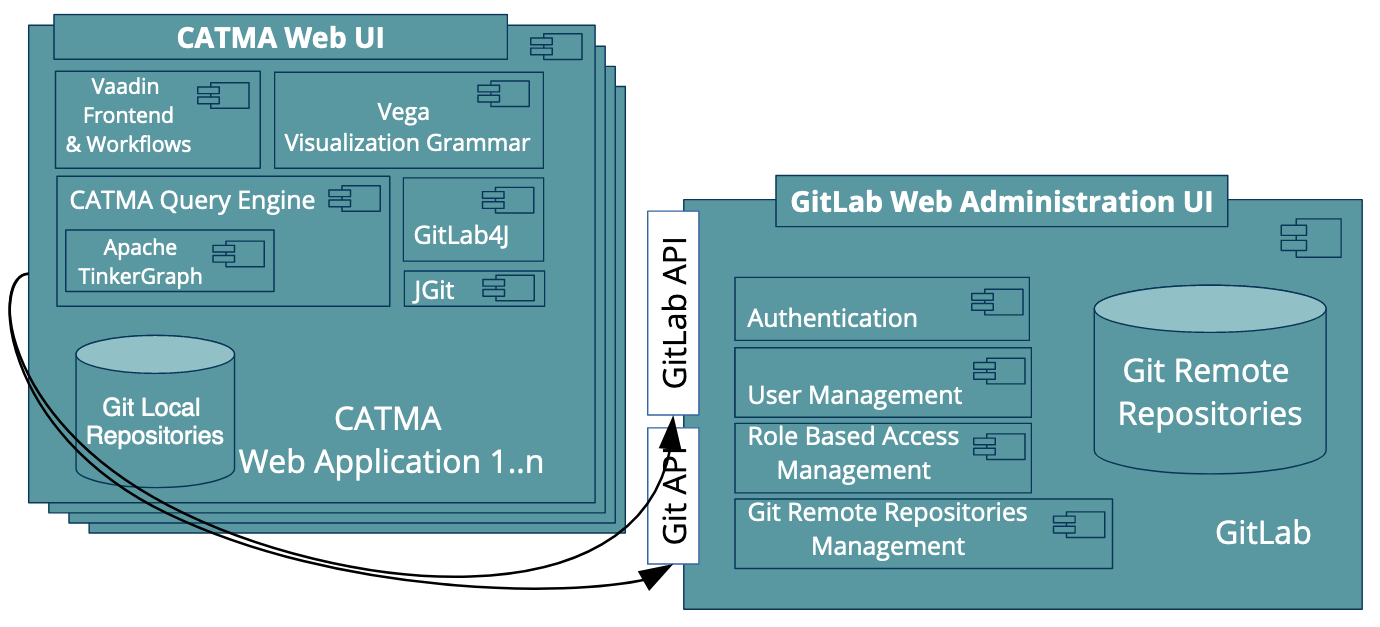 CATMA Web UI
Vaadin
Frontend
& Workflows
Vega
Visualization Grammar
CATMA Query Engine
Apache
TinkerGraph
GitLab4J
JGit
Git Local
Repositories
CATMA
Web Application 1..n
GitLab API
Git API
GitLab Web Administration UI
Authentication
User Management
Role Based Access
Management
Git Remote Repositories
Management
Git Remote
Repositories
GitLab